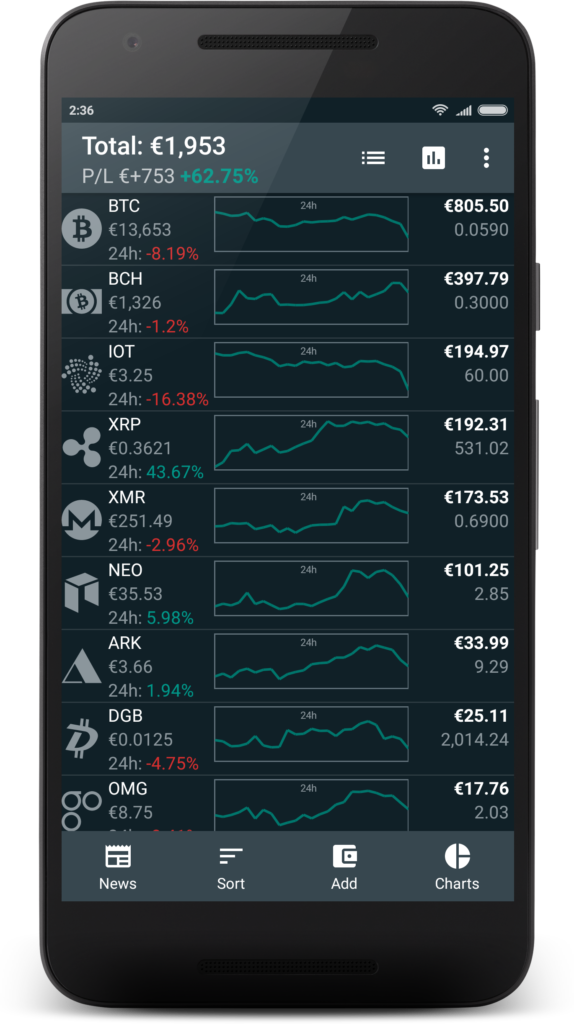 2:36
Total: €1,953
P/L €+753 +62.75%
BTC 24h €805.50
€13,653 0.0590
24h: -8.19%
BCH 24h €397.79
€1,326 0.3000
24h: -1.2%
IOT 24h €194.97
€3.25 60.00
24h: -16.38%
XRP 24h €192.31
€0.3621 531.02
24h: 43.67%
XMR 24h €173.53
€251.49 0.6900
24h: -2.96%
NEO 24h €101.25
€35.53 2.85
24h: 5.98%
ARK 24h €33.99
€3.66 9.29
24h: 1.94%
DGB 24h €25.11
€0.0125 2,014.24
24h: -4.75%
OMG 24h €17.76
€8.75 2.03
News Sort Add Charts